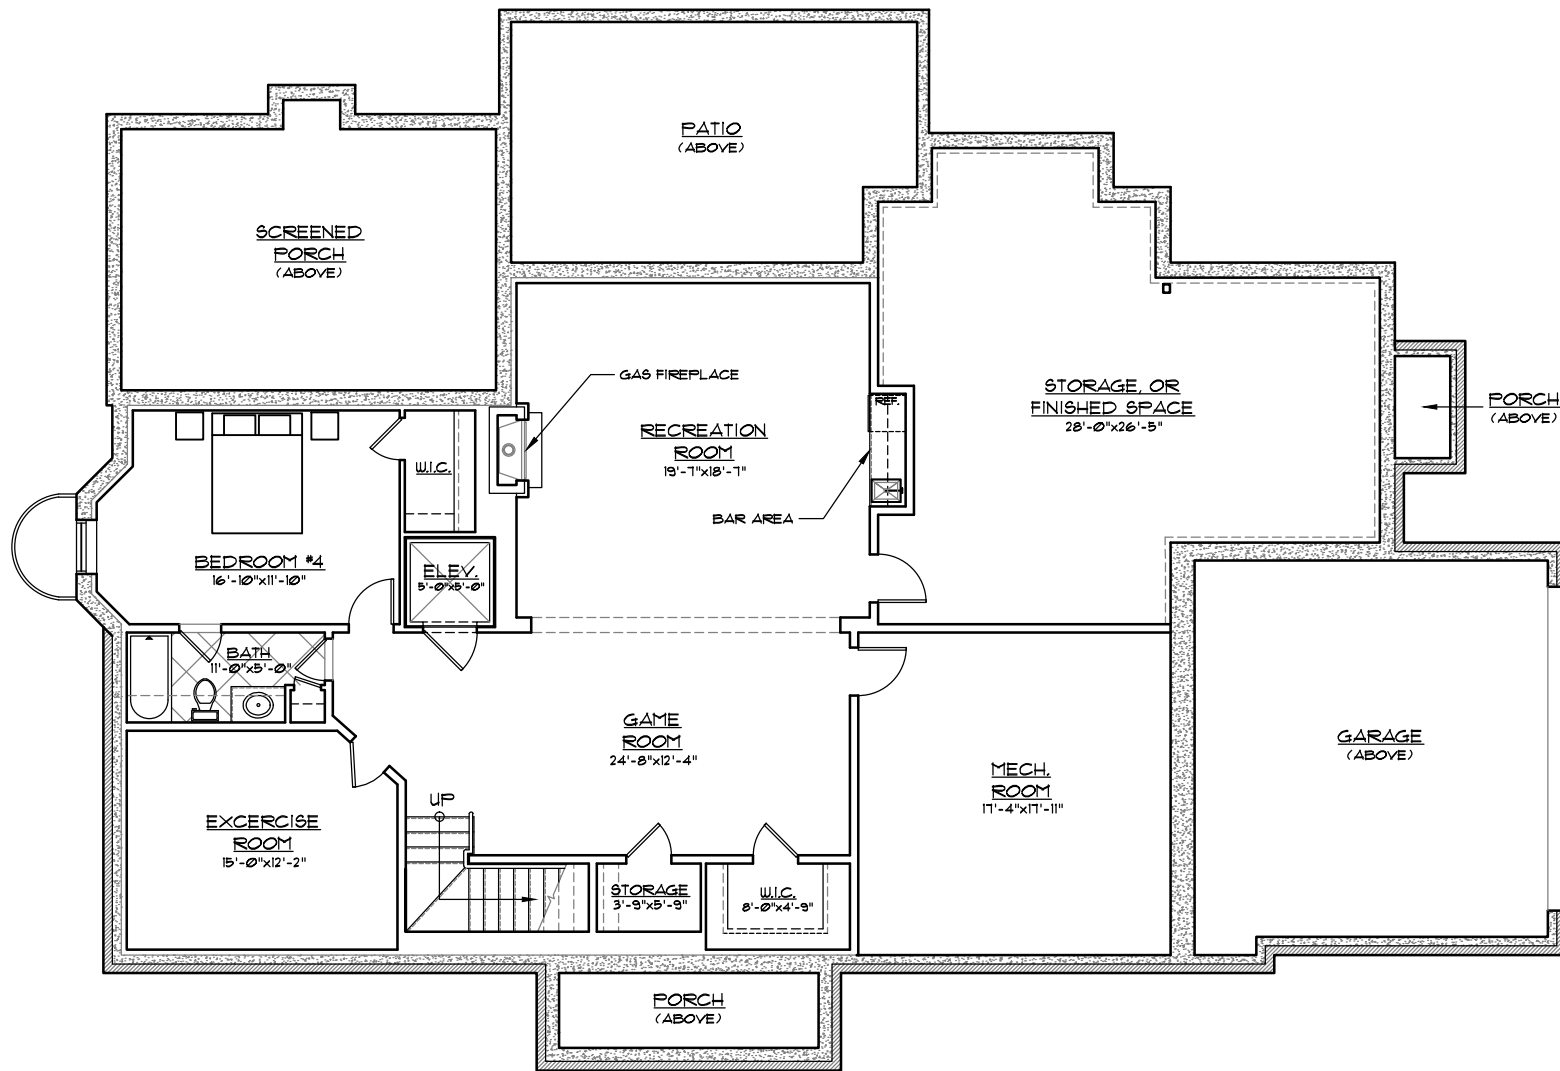 PATIO
(ABOVE)
SCREENED
PORCH
(ABOVE)
GAS FIREPLACE
RECREATION
ROOM
19'-7"x18'-7"
REF.
BAR AREA
STORAGE, OR
FINISHED SPACE
28'-0"x26'-5"
PORCH
(ABOVE)
W.I.C.
BEDROOM #4
16'-10"x11'-10"
ELEV.
5'-0"x5'-0"
BATH
11'-0"x5'-0"
GAME
ROOM
24'-8"x12'-4"
MECH.
ROOM
17'-4"x17'-11"
GARAGE
(ABOVE)
UP
EXCERCISE
ROOM
15'-0"x12'-2"
STORAGE
3'-9"x5'-9"
W.I.C.
8'-0"x4'-9"
PORCH
(ABOVE)